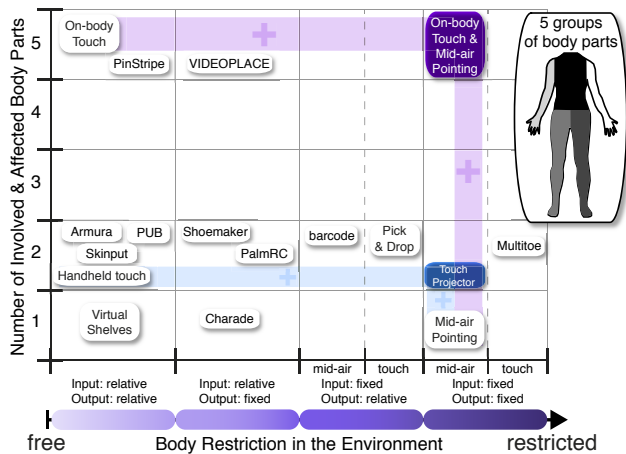 Number of Involved & Affected Body Parts
5
4
3
2
1
On-body
Touch
PinStripe
VIDEOPLACE
On-body
Touch &
Mid-air
Pointing
5 groups
of body parts
Armura
PUB
Skinput
Handheld touch
Shoemaker
PalmRC
barcode
Pick
& Drop
Touch
Projector
Multitoe
Virtual
Shelves
Charade
Mid-air
Pointing
mid-air
touch
mid-air
touch
Input: relative
Output: relative
Input: relative
Output: fixed
Input: fixed
Output: relative
Input: fixed
Output: fixed
free
Body Restriction in the Environment
restricted